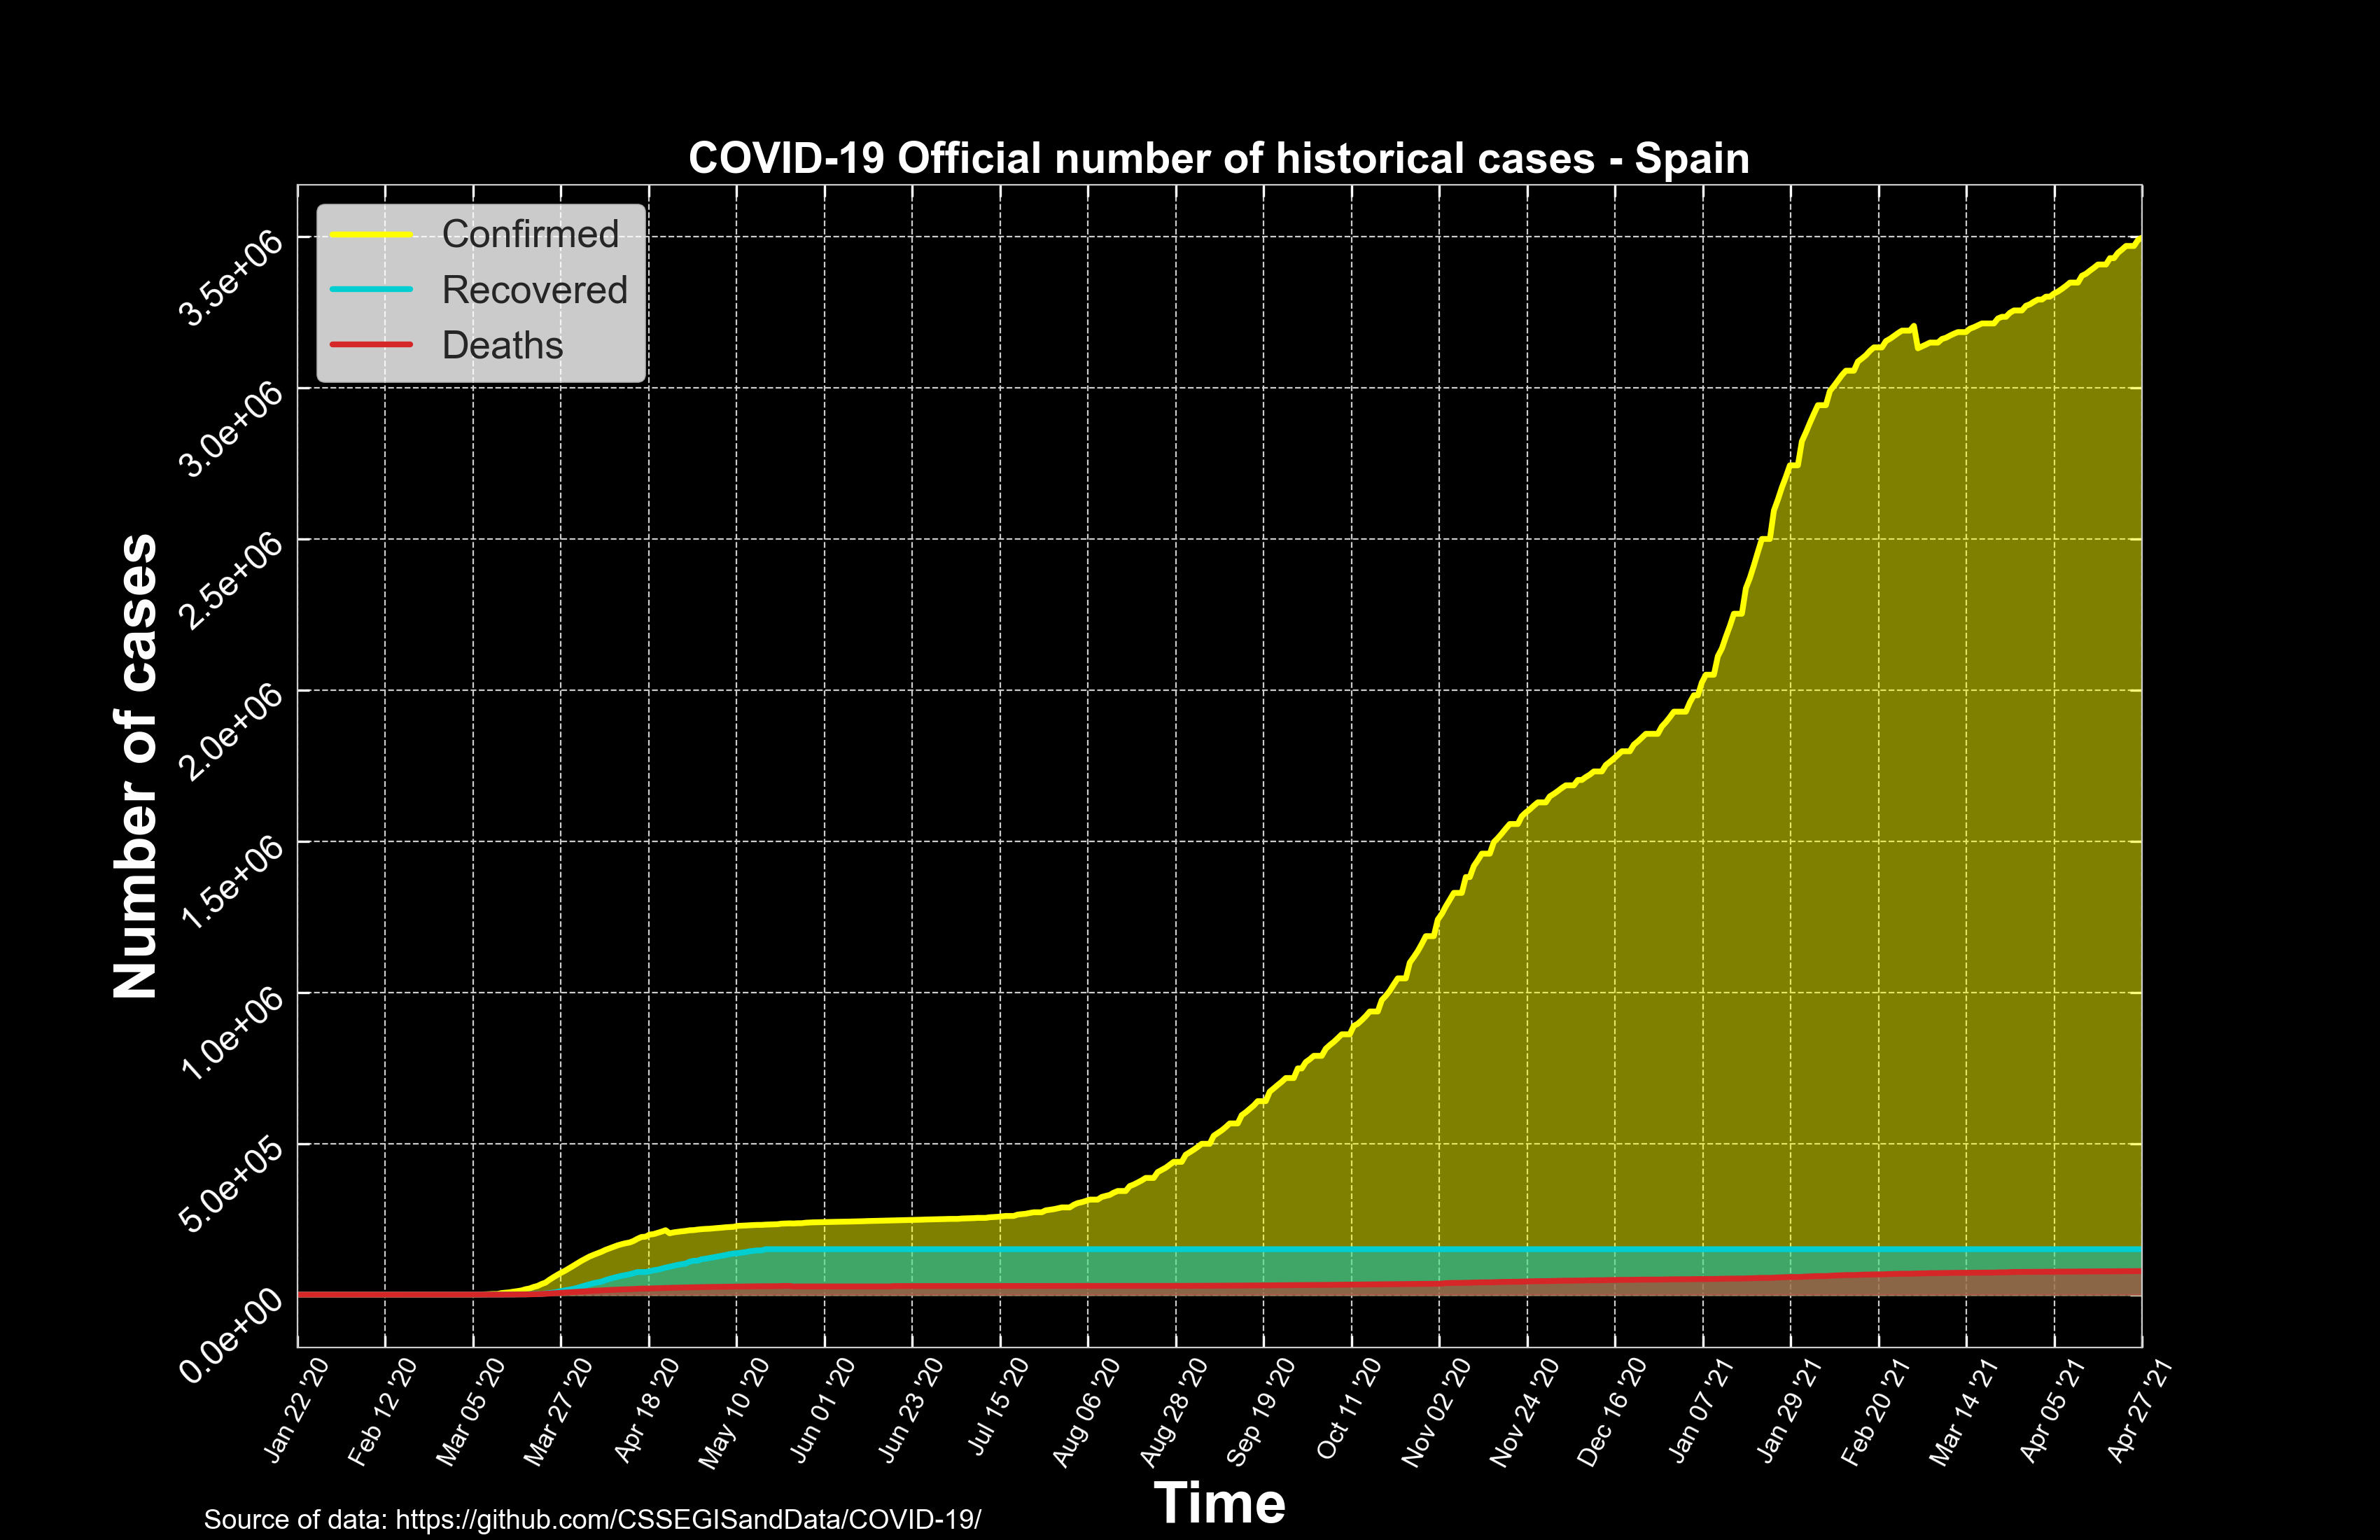 COVID-19 Official number of historical cases - Spain
Confirmed
Recovered
Deaths
Number of cases
3.5e+06
3.0e+06
2.5e+06
2.0e+06
1.5e+06
1.0e+06
5.0e+05
0.0e+00
Jan 22 '20
Feb 12 '20
Mar 05 '20
Mar 27 '20
Apr 18 '20
May 10 '20
Jun 01 '20
Jun 23 '20
Jul 15 '20
Aug 06 '20
Aug 28 '20
Sep 19 '20
Oct 11 '20
Nov 02 '20
Nov 24 '20
Dec 16 '20
Jan 07 '21
Jan 29 '21
Feb 20 '21
Mar 14 '21
Apr 05 '21
Apr 27 '21
Time
Source of data: https://github.com/CSSEGISandData/COVID-19/